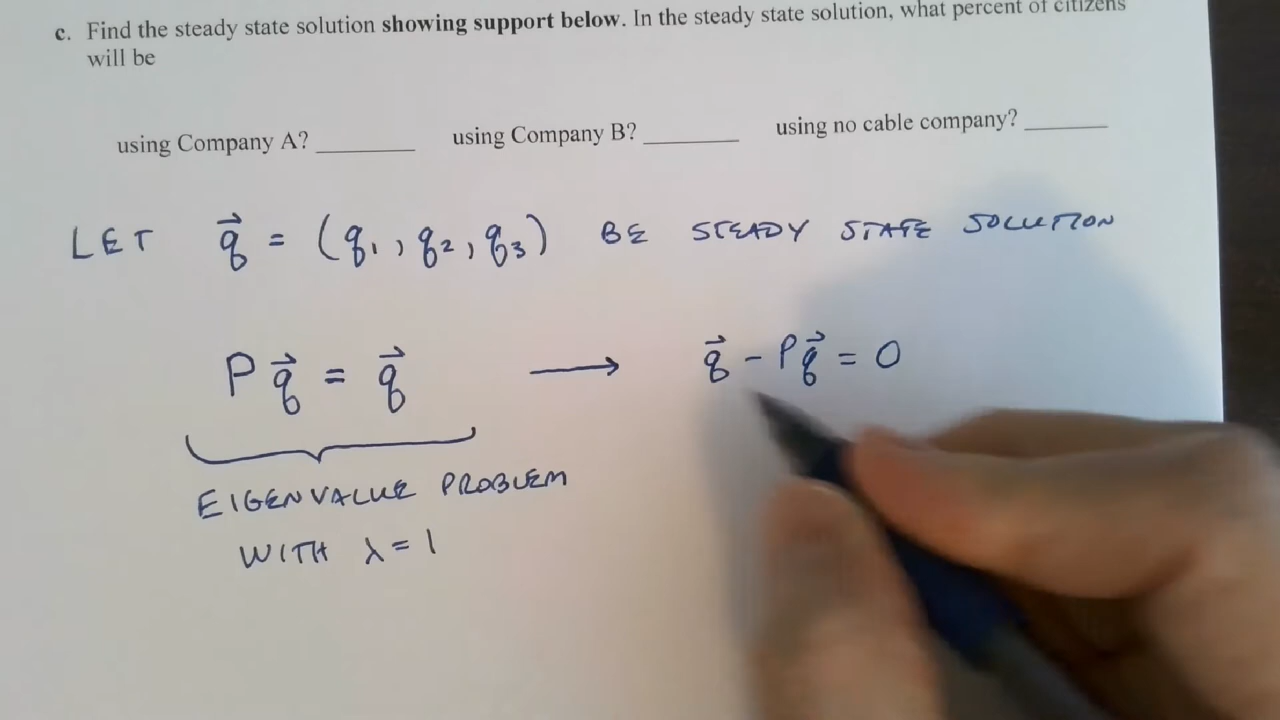 c. Find the steady state solution showing support below. In the steady state solution, what percent of citizens
will be
using Company A? ________ using Company B? ________ using no cable company? _______
LET q⃗ = (q₁, q₂, q₃) BE STEADY STATE SOLUTION
Pq⃗ = q⃗ → q⃗ - Pq⃗ = 0
EIGENVALUE PROBLEM
WITH λ = 1